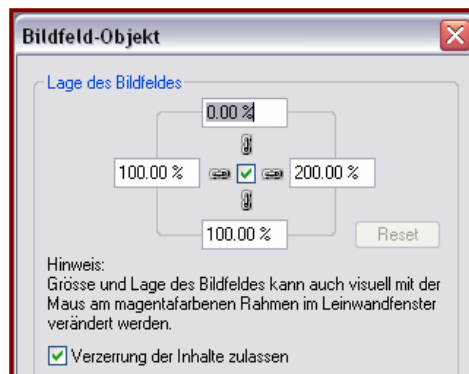 Bildfeld-Objekt
Lage des Bildfeldes
0.00 %
100.00 %
200.00 %
100.00 %
Reset
Hinweis:
Grösse und Lage des Bildfeldes kann auch visuell mit der
Maus am magentafarbenen Rahmen im Leinwandfenster
verändert werden.
Verzerrung der Inhalte zulassen